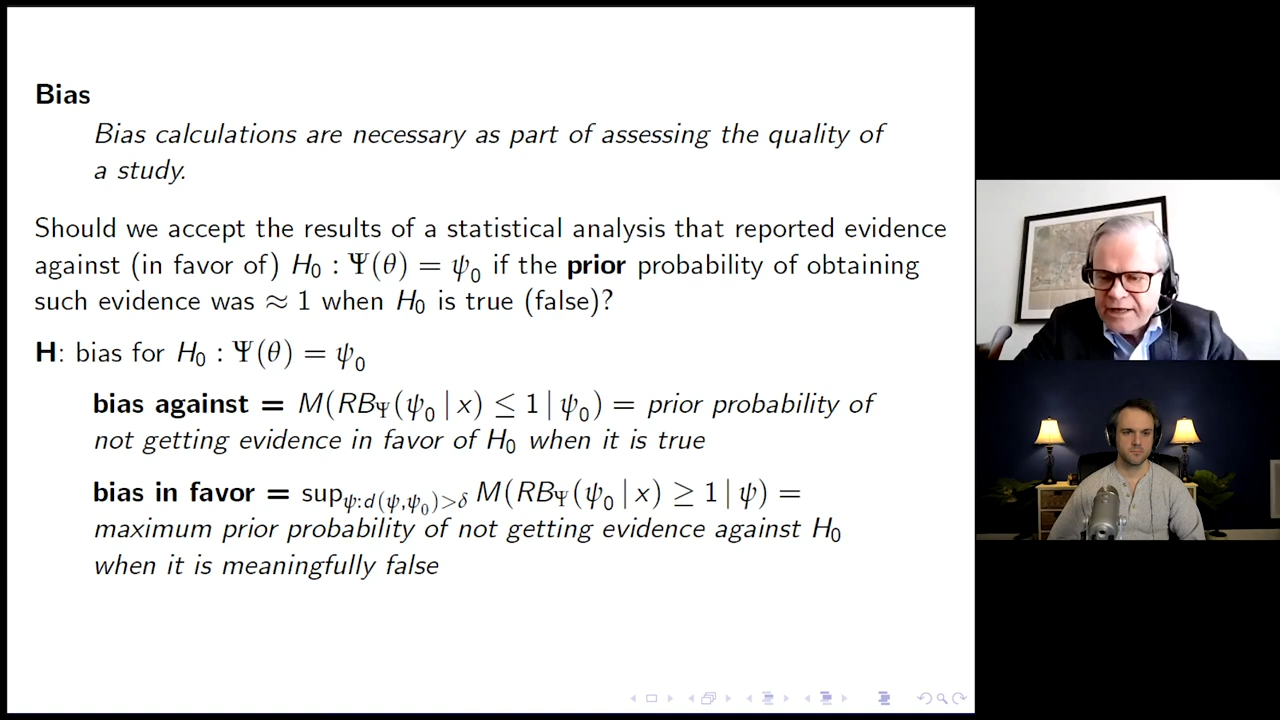 Bias
Bias calculations are necessary as part of assessing the quality of
a study.
Should we accept the results of a statistical analysis that reported evidence
against (in favor of) H₀ : Ψ(θ) = ψ₀ if the prior probability of obtaining
such evidence was ≈ 1 when H₀ is true (false)?
H: bias for H₀ : Ψ(θ) = ψ₀
bias against = M(RB_Ψ(ψ₀ | x) ≤ 1 | ψ₀) = prior probability of
not getting evidence in favor of H₀ when it is true
bias in favor = sup_{ψ:d(ψ,ψ₀)>δ} M(RB_Ψ(ψ₀ | x) ≥ 1 | ψ) =
maximum prior probability of not getting evidence against H₀
when it is meaningfully false